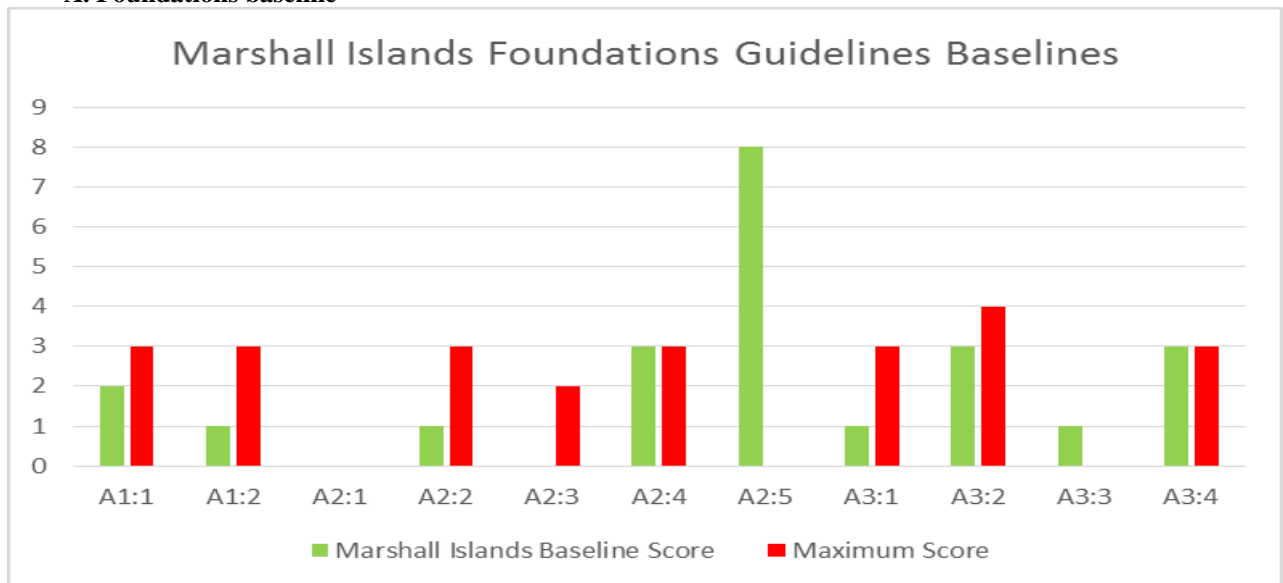 A. Foundations baseline
Marshall Islands Foundations Guidelines Baselines
9
8
7
6
5
4
3
2
1
0
A1:1 A1:2 A2:1 A2:2 A2:3 A2:4 A2:5 A3:1 A3:2 A3:3 A3:4
Marshall Islands Baseline Score Maximum Score